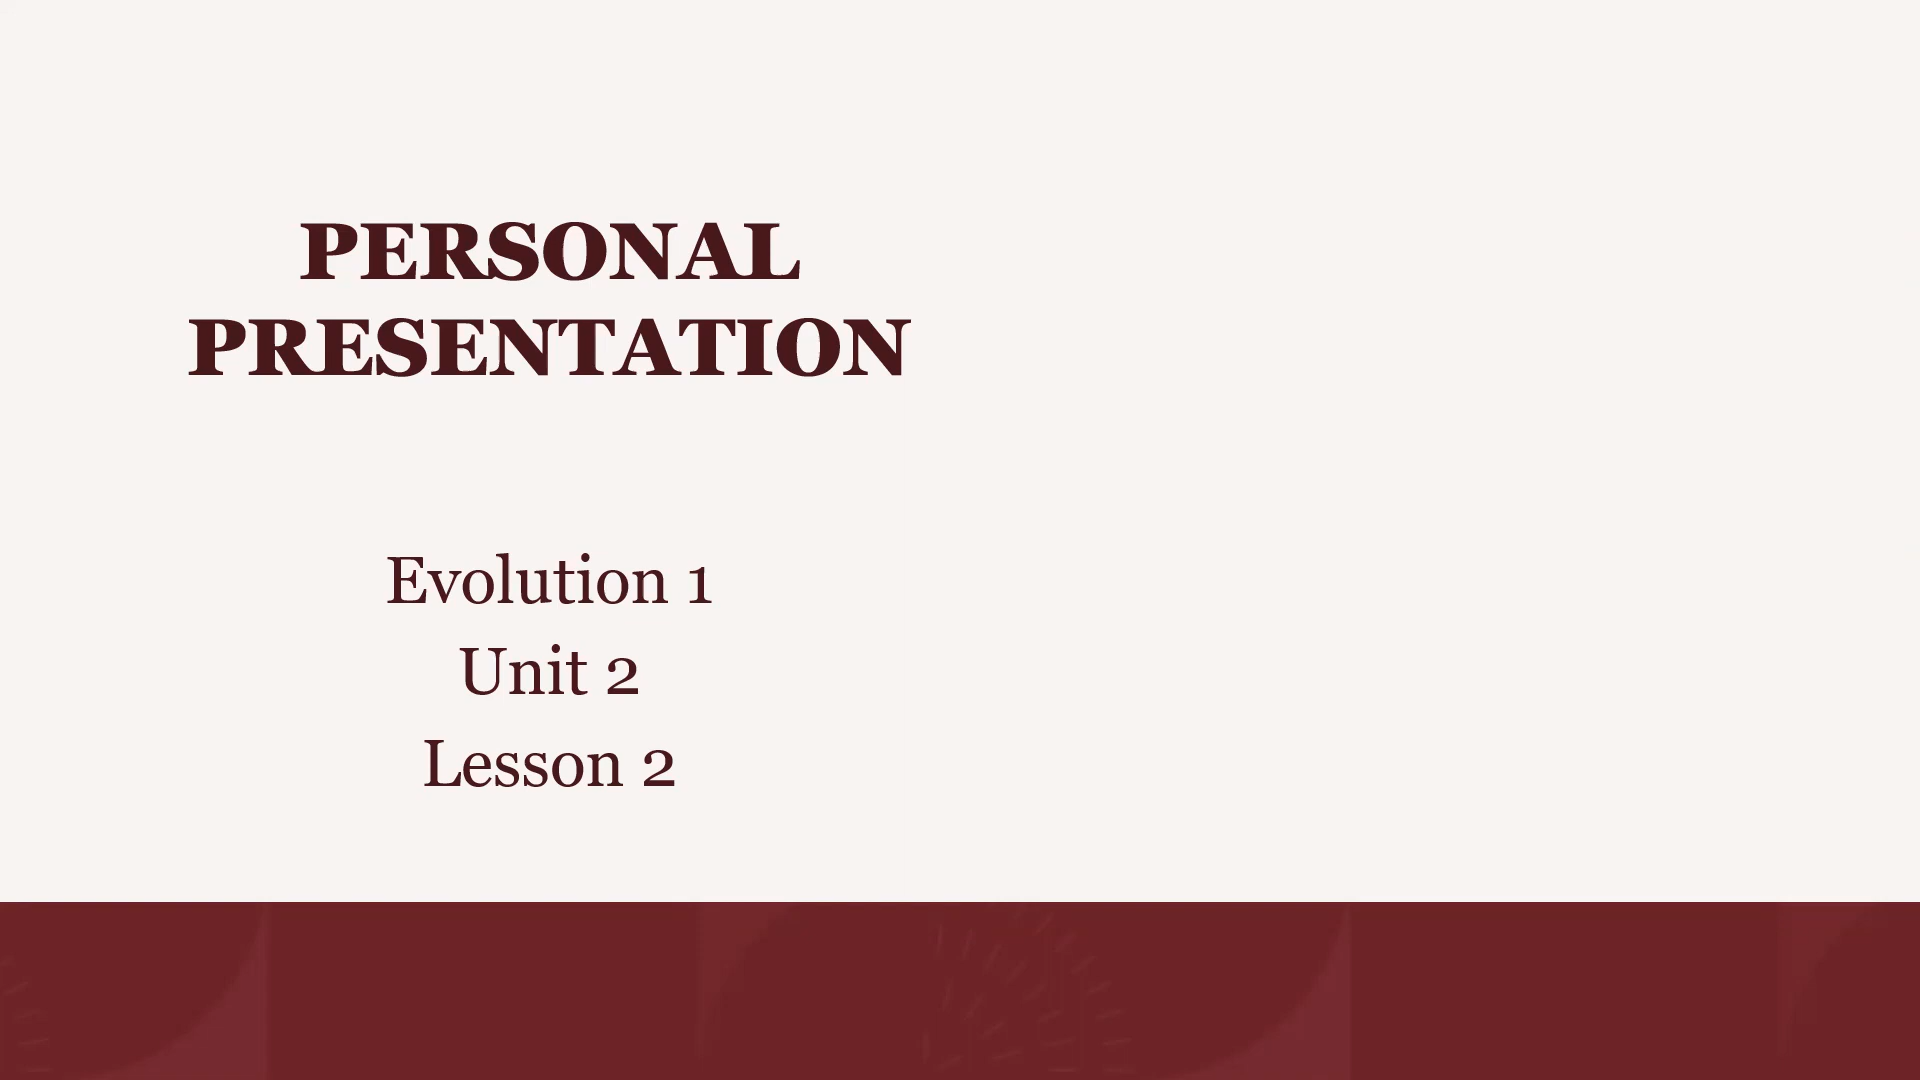 PERSONAL
PRESENTATION
Evolution 1
Unit 2
Lesson 2